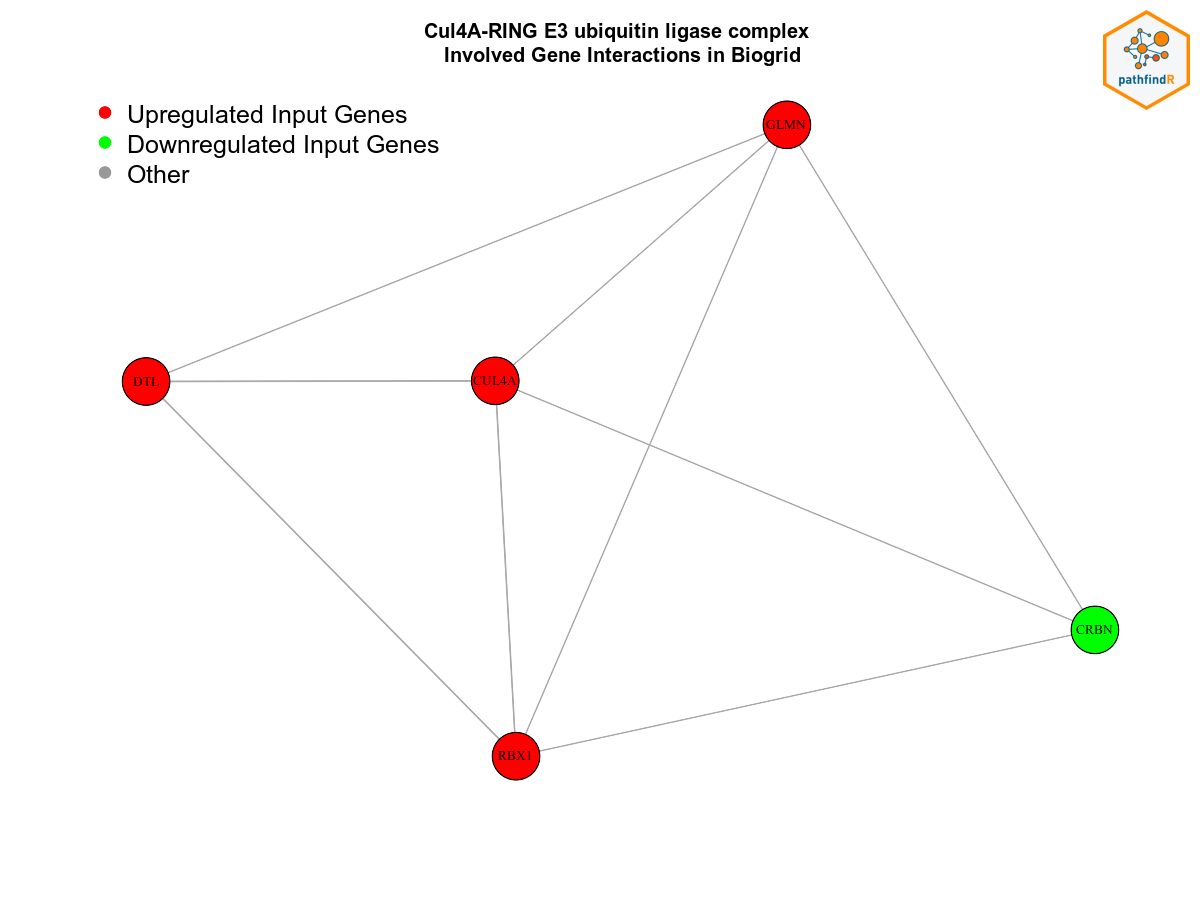 Cul4A-RING E3 ubiquitin ligase complex
Involved Gene Interactions in Biogrid
pathfindR
Upregulated Input Genes
Downregulated Input Genes
Other
GLMN
DTL
CUL4A
CRBN
RBX1